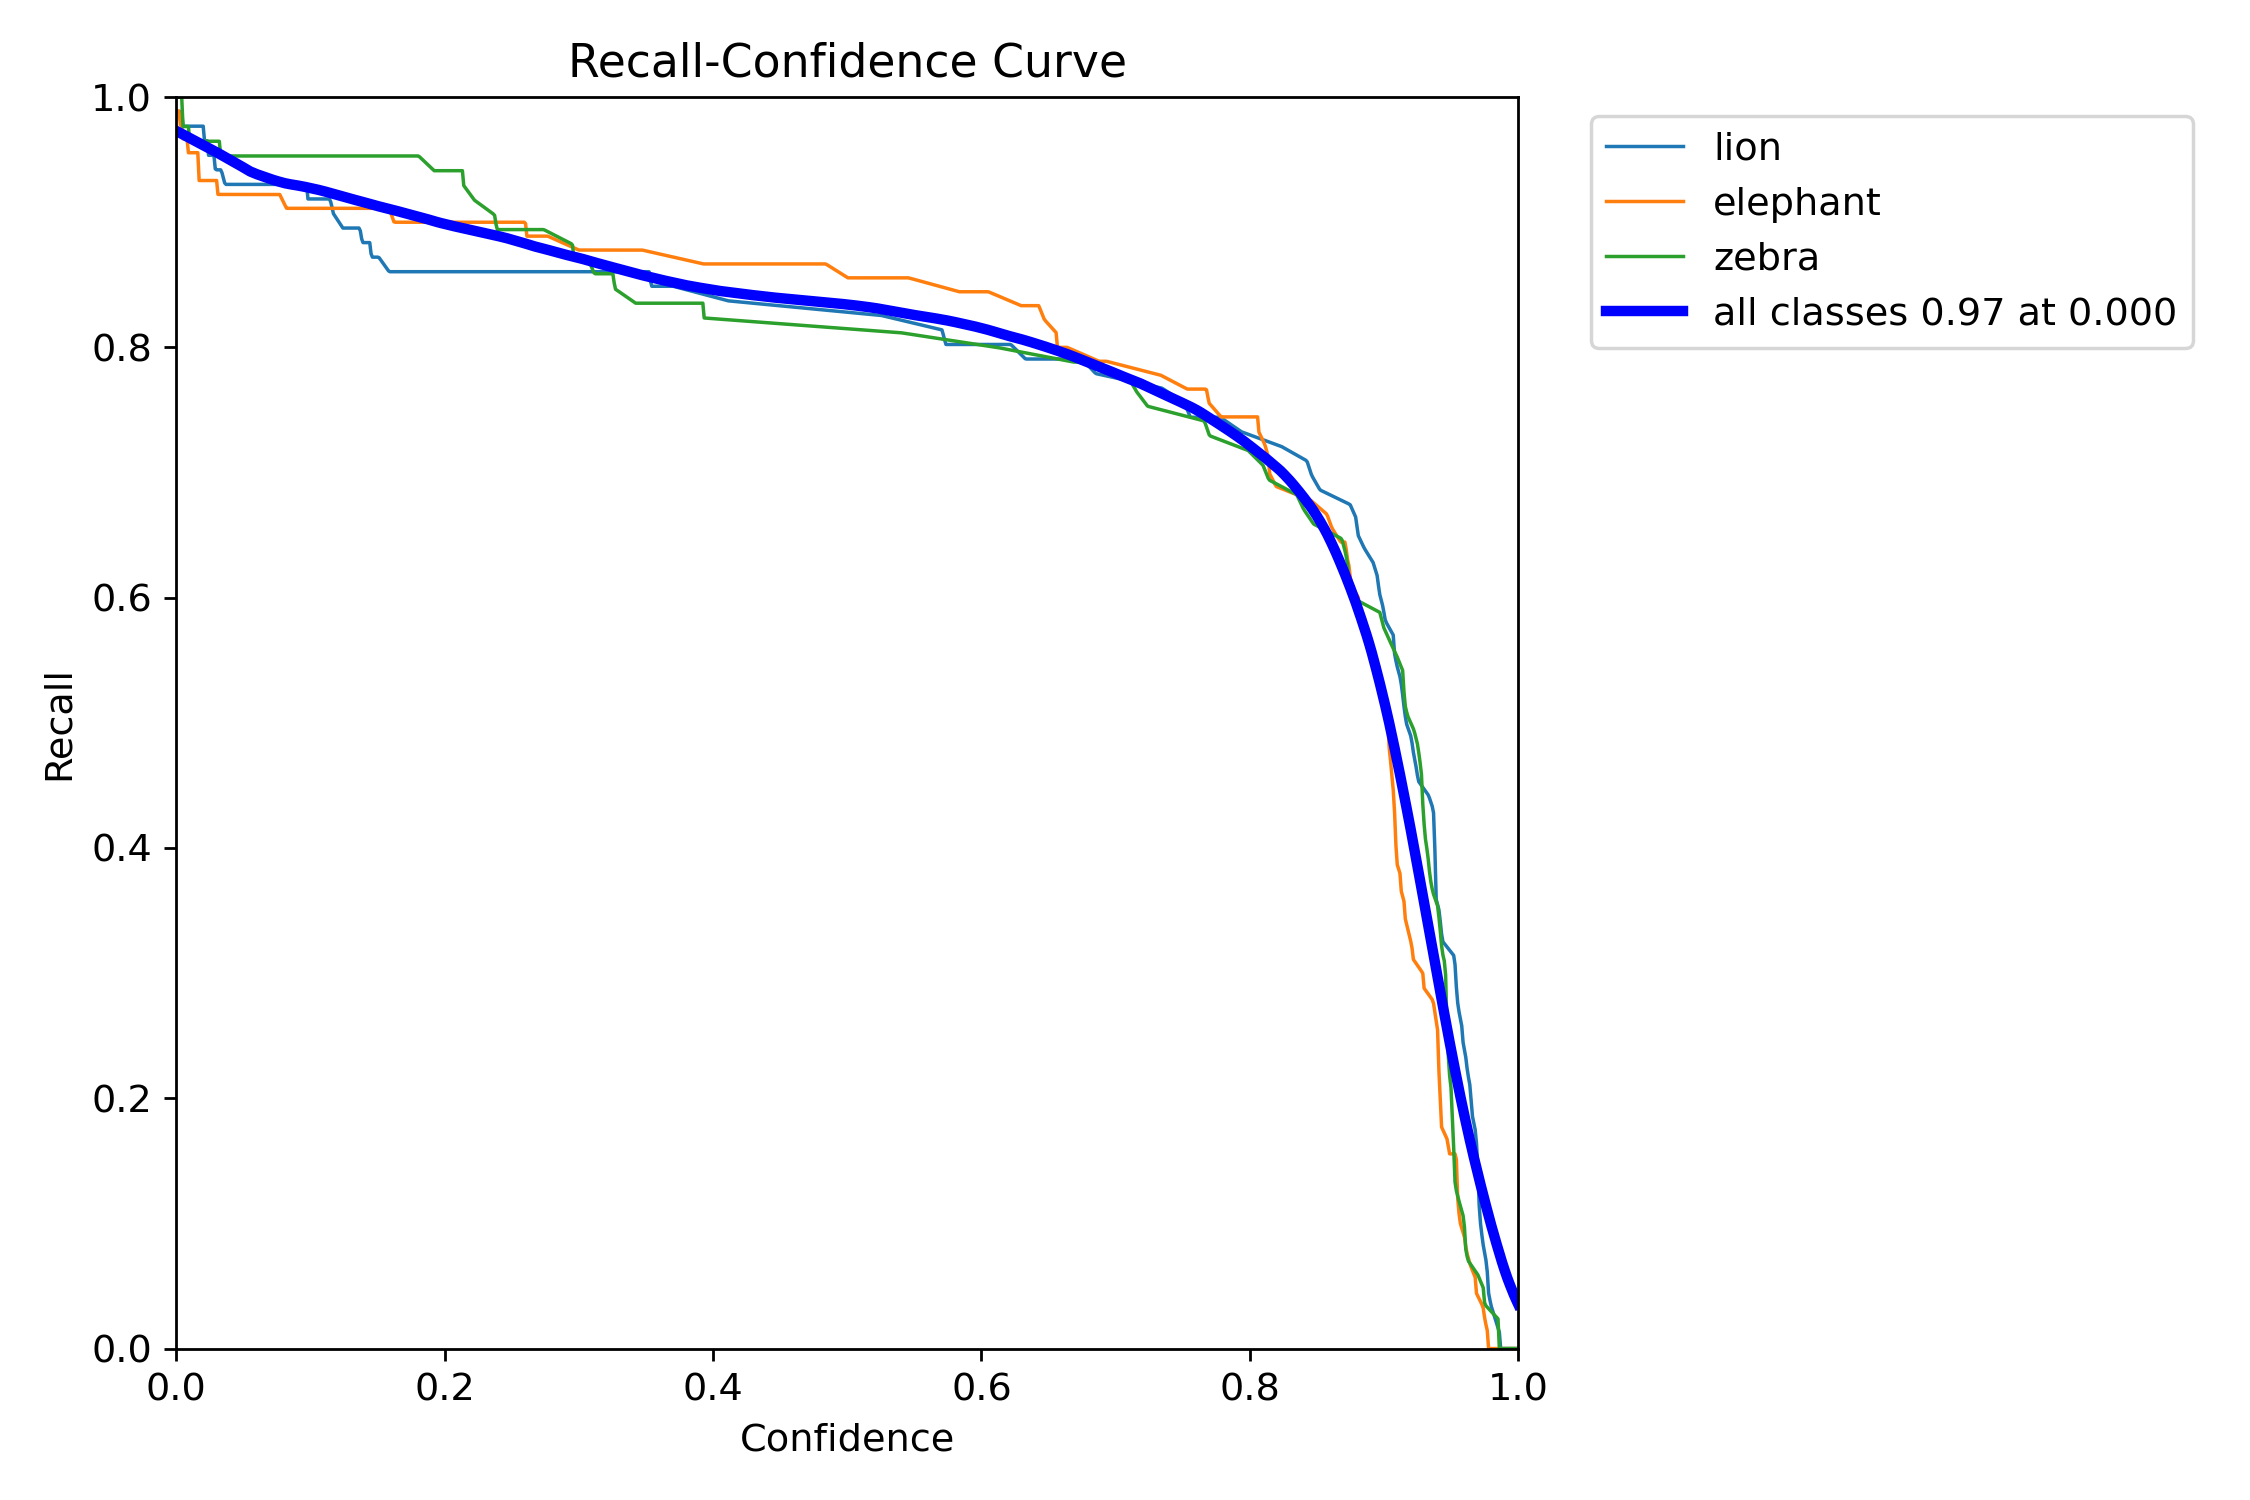 Recall-Confidence Curve
1.0
0.8
0.6
0.4
0.2
0.0
Recall
0.0 0.2 0.4 0.6 0.8 1.0
Confidence
lion
elephant
zebra
all classes 0.97 at 0.000